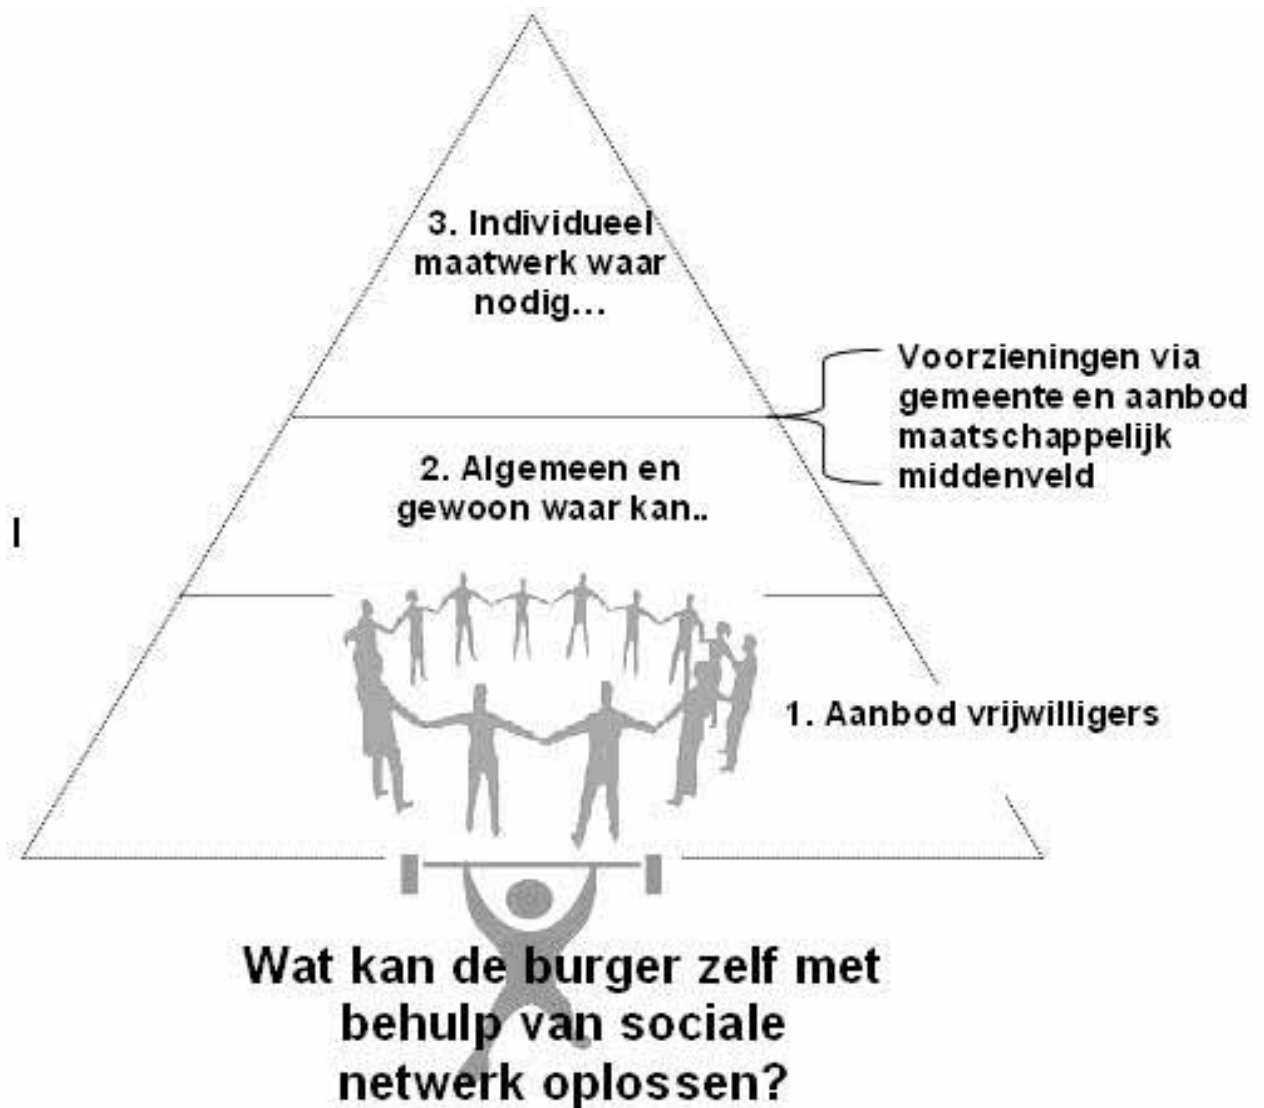 3. Individueel
maatwerk waar
nodig...
Voorzieningen via
gemeente en aanbod
maatschappelijk
middenveld
2. Algemeen en
gewoon waar kan..
l
1. Aanbod vrijwilligers
Wat kan de burger zelf met
behulp van sociale
netwerk oplossen?